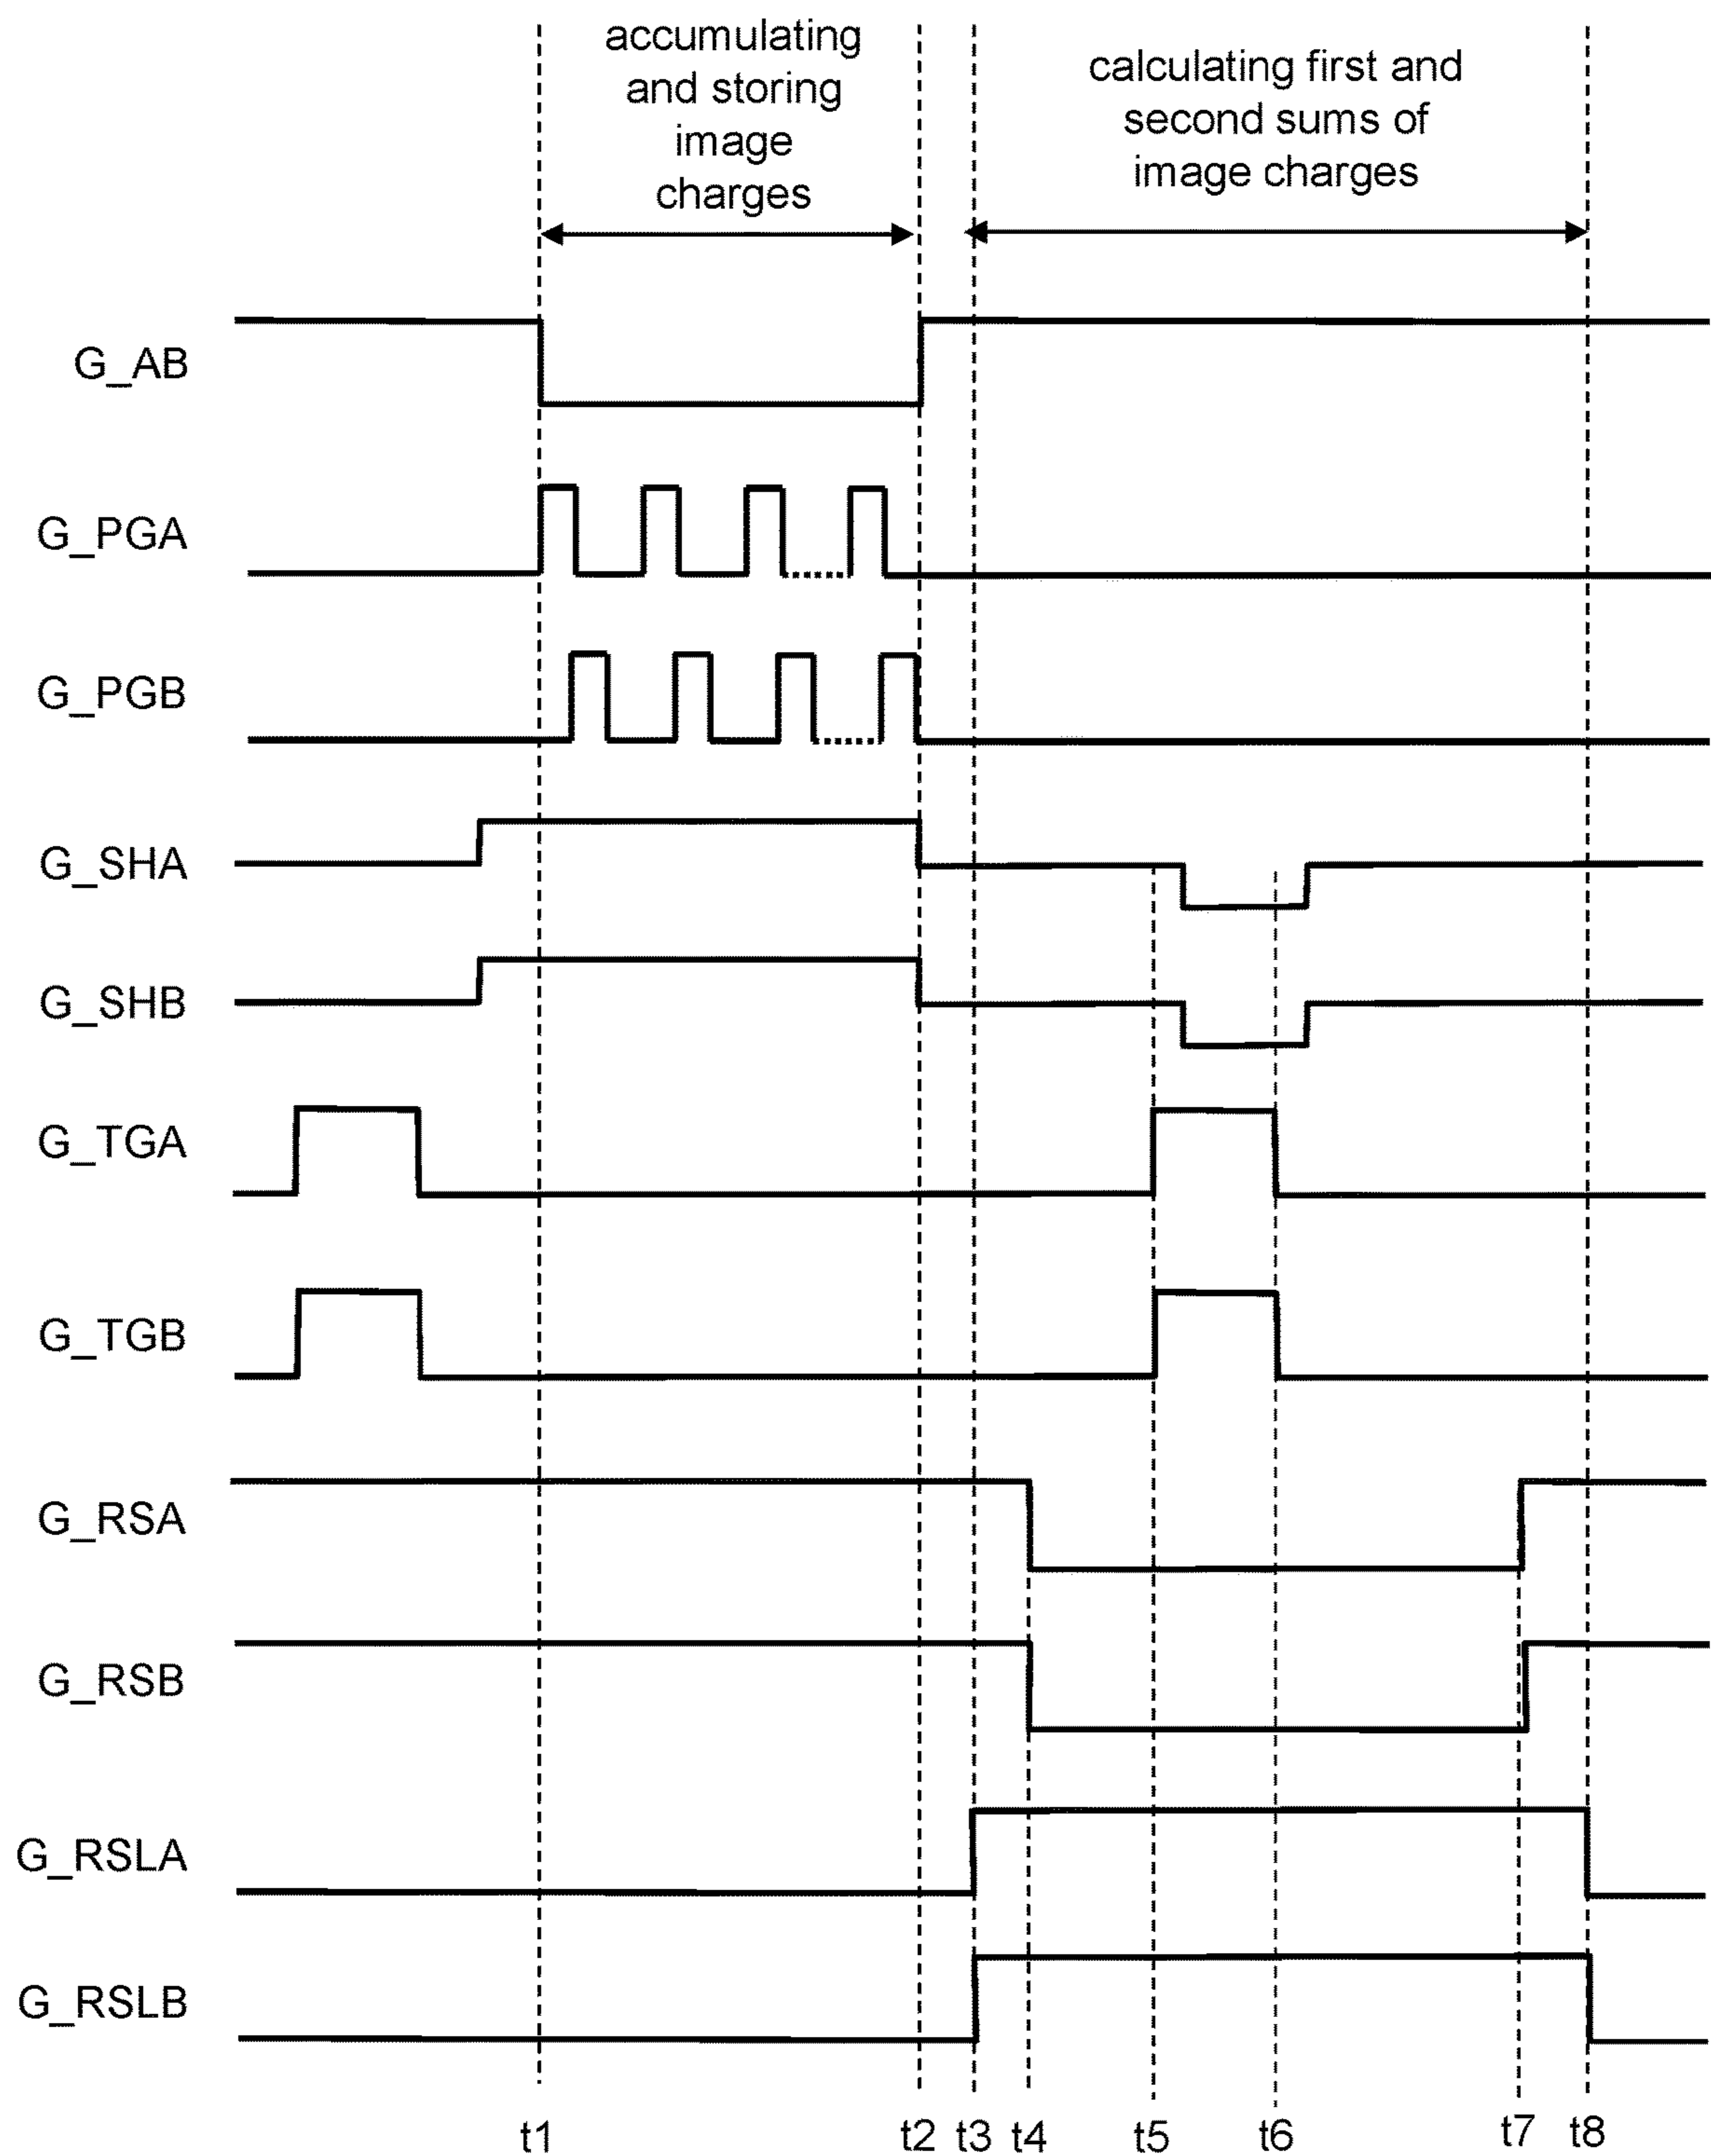 accumulating
and storing
image
charges
calculating first and
second sums of
image charges
G_AB
G_PGA
G_PGB
G_SHA
G_SHB
G_TGA
G_TGB
G_RSA
G_RSB
G_RSLA
G_RSLB
t1 t2 t3 t4 t5 t6 t7 t8